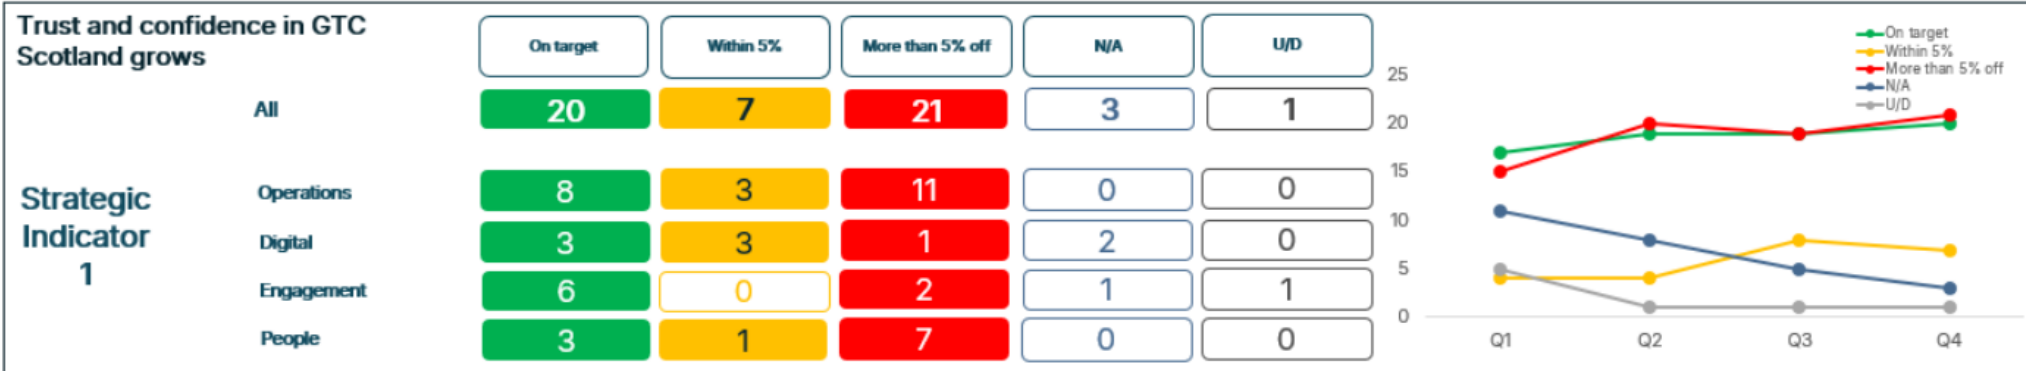 Trust and confidence in GTC
Scotland grows
On target
Within 5%
More than 5% off
N/A
U/D
All
20
7
21
3
1
Strategic
Indicator
1
Operations
8
3
11
0
0
Digital
3
3
1
2
0
Engagement
6
0
2
1
1
People
3
1
7
0
0
On target
Within 5%
More than 5% off
N/A
U/D
25
20
15
10
5
0
Q1
Q2
Q3
Q4